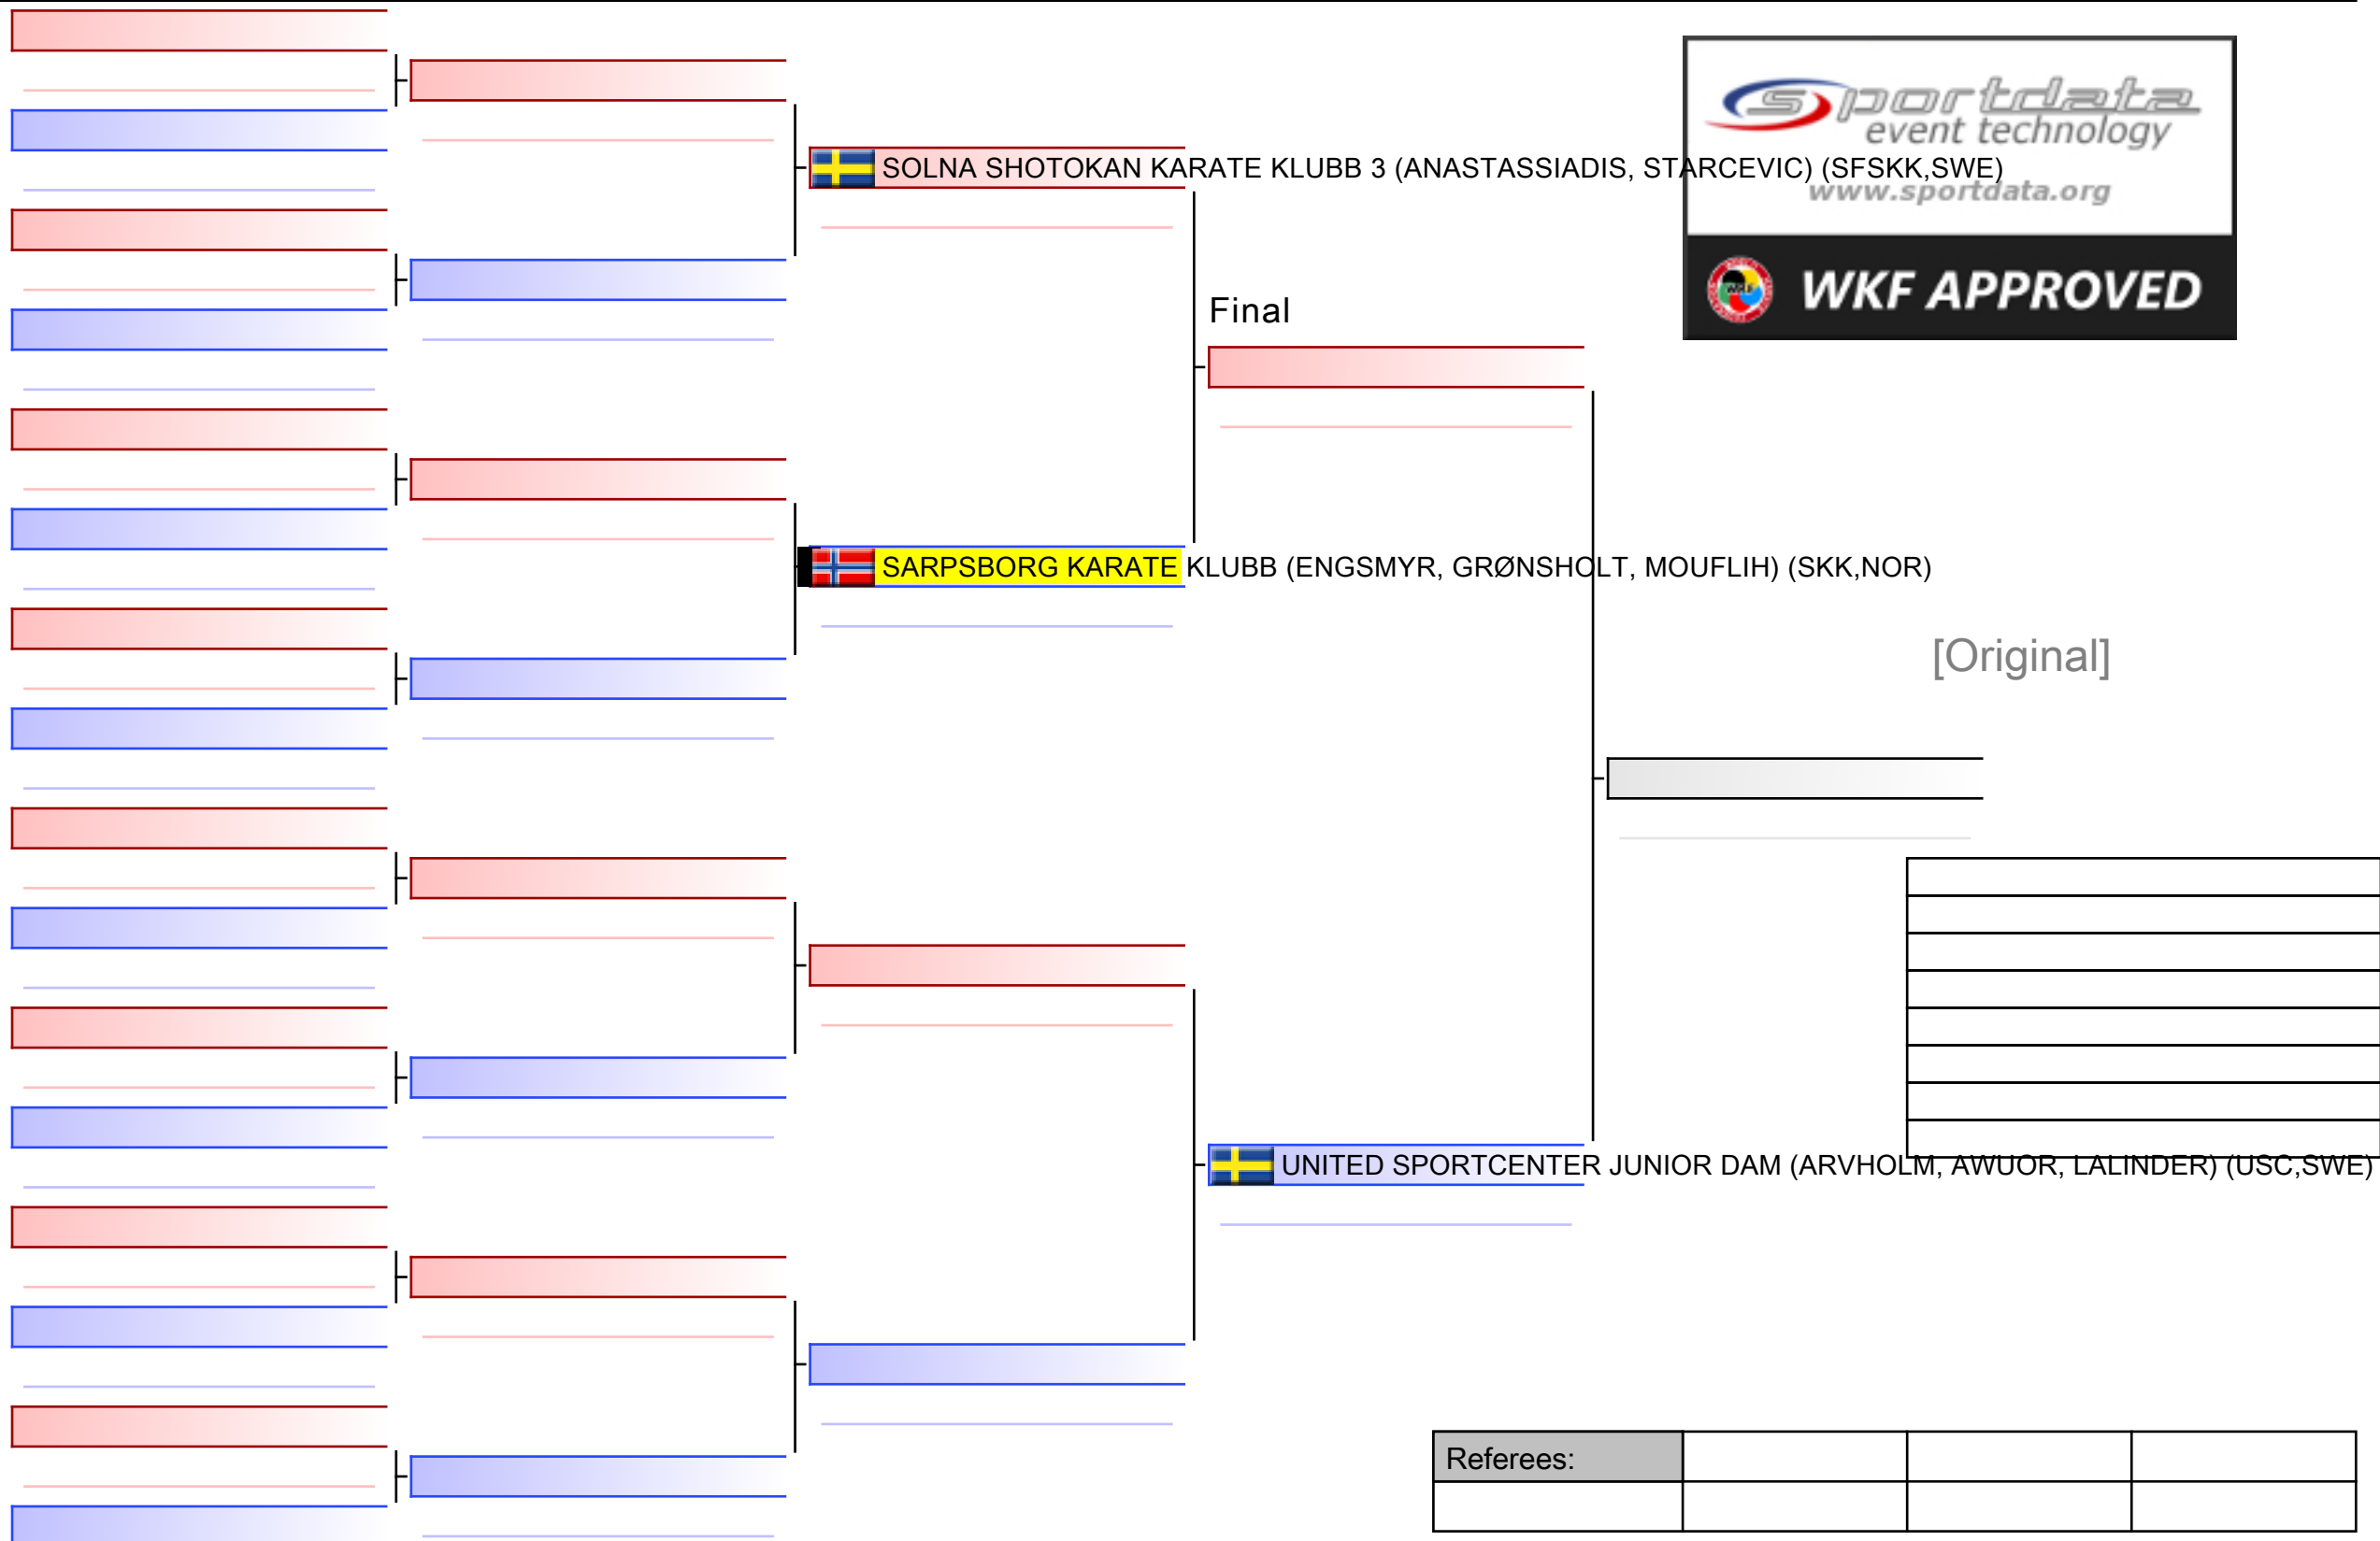 sportdata
event technology
www.sportdata.org
WKF APPROVED
SOLNA SHOTOKAN KARATE KLUBB 3 (ANASTASSIADIS, STARCEVIC) (SFSKK,SWE)
Final
SARPSBORG KARATE KLUBB (ENGSMYR, GRØNSHOLT, MOUFLIH) (SKK,NOR)
[Original]
UNITED SPORTCENTER JUNIOR DAM (ARVHOLM, AWUOR, LALINDER) (USC,SWE)
Referees: